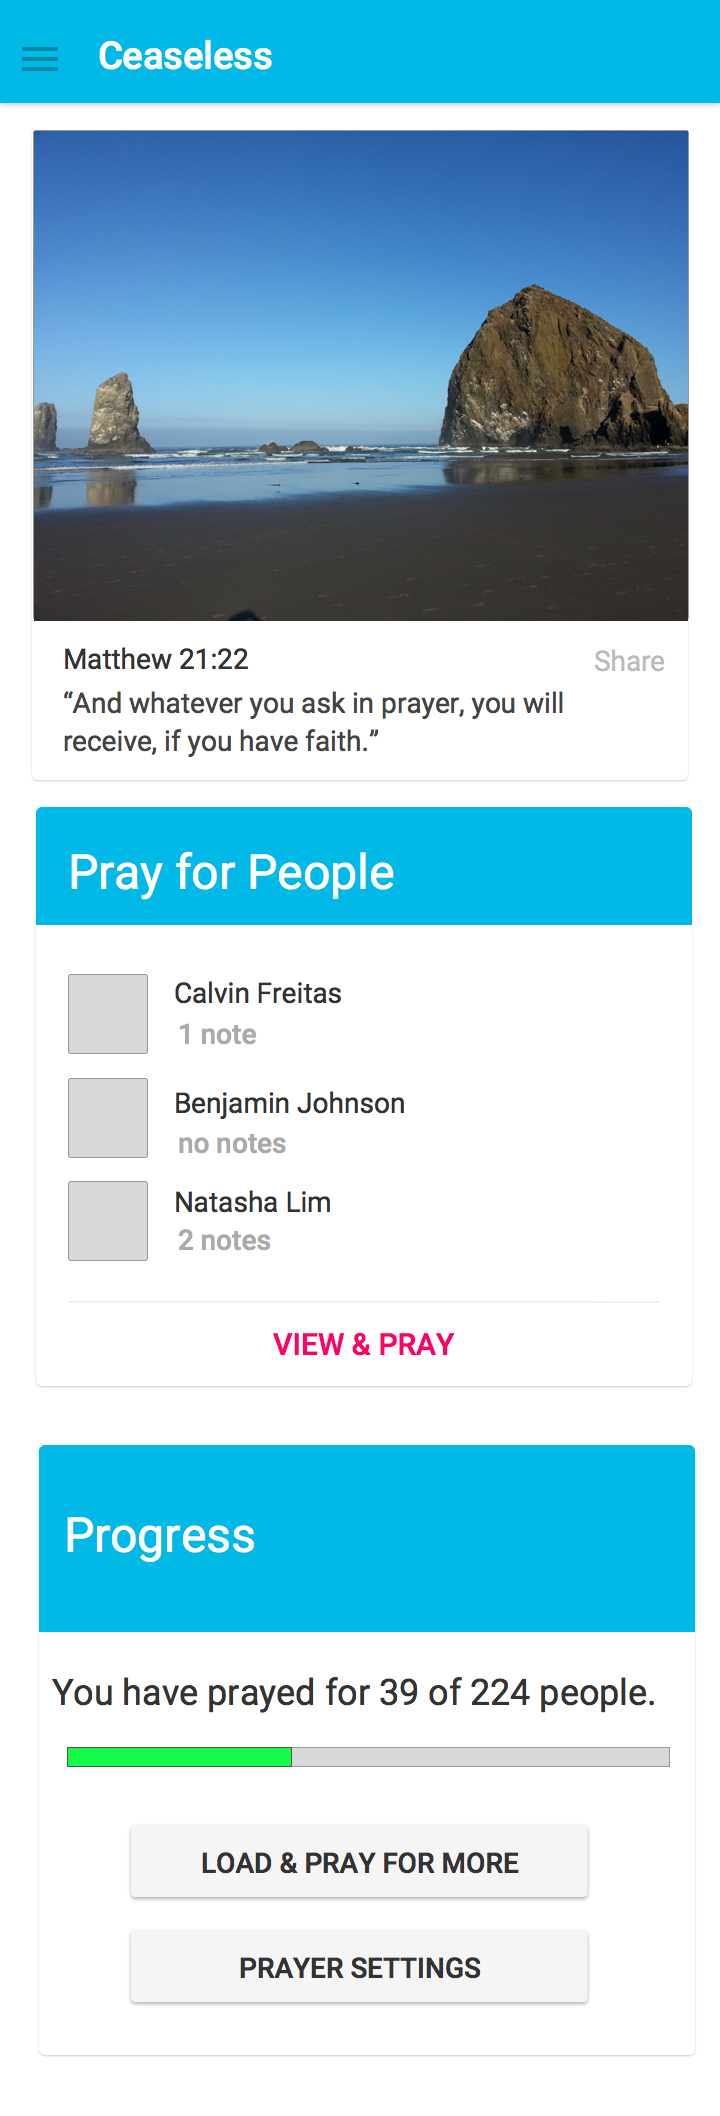 Ceaseless
Matthew 21:22
Share
“And whatever you ask in prayer, you will
receive, if you have faith.”
Pray for People
Calvin Freitas
1 note
Benjamin Johnson
no notes
Natasha Lim
2 notes
VIEW & PRAY
Progress
You have prayed for 39 of 224 people.
LOAD & PRAY FOR MORE
PRAYER SETTINGS